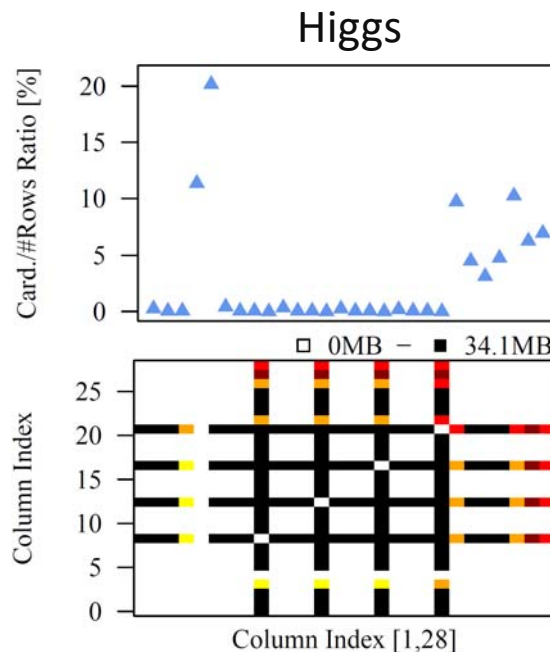 Higgs
Card./#Rows Ratio [%]
20
15
10
5
0
0MB – 34.1MB
Column Index
25
20
15
10
5
0
Column Index [1,28]